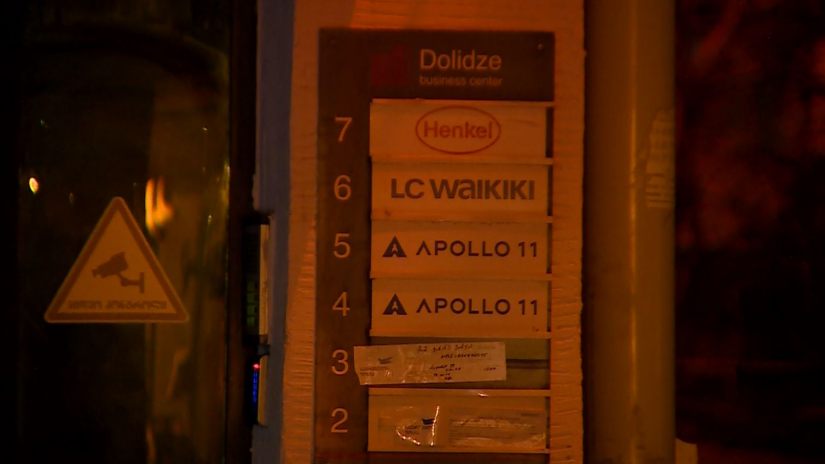 Dolidze
business center
7
Henkel
6
LC WAIKIKI
5
APOLLO 11
4
APOLLO 11
3
2